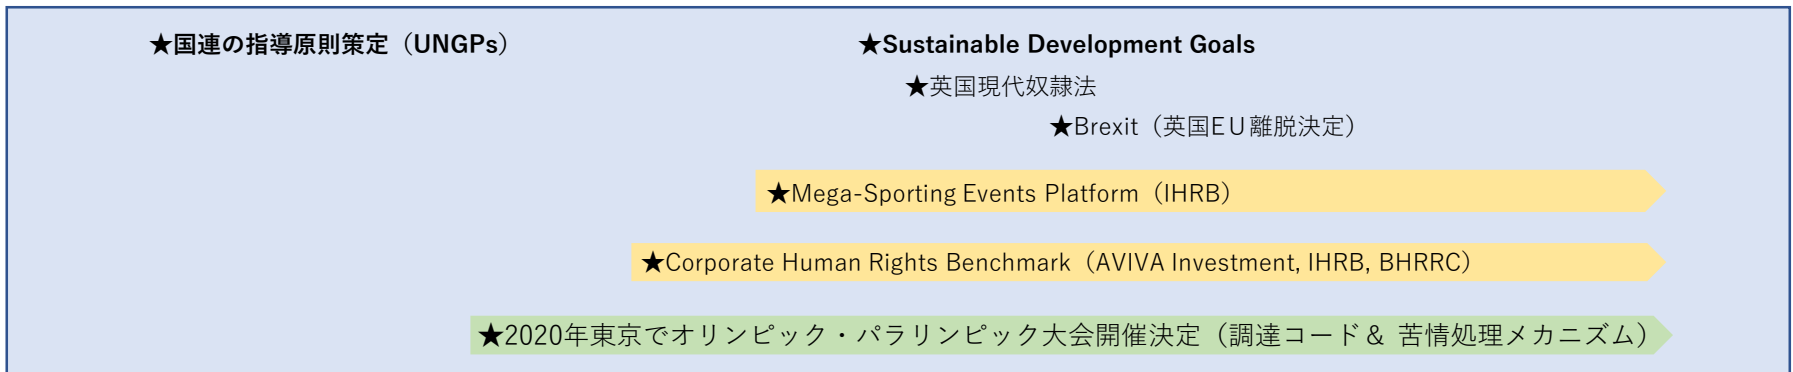 ★国連の指導原則策定（UNGPs）
★Sustainable Development Goals
★英国現代奴隷法
★Brexit（英国EU離脱決定）
★Mega-Sporting Events Platform（IHRB）
★Corporate Human Rights Benchmark（AVIVA Investment, IHRB, BHRRC）
★2020年東京でオリンピック・パラリンピック大会開催決定（調達コード＆ 苦情処理メカニズム）